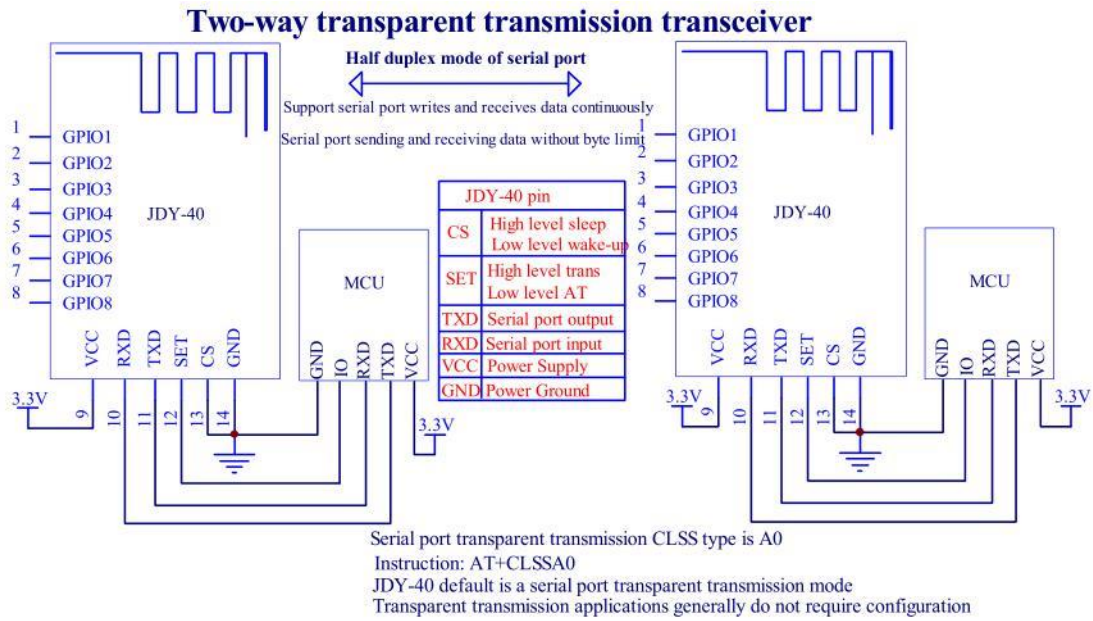 Two-way transparent transmission transceiver
Half duplex mode of serial port
Support serial port writes and receives data continuously
Serial port sending and receiving data without byte limit
1 GPIO1
2 GPIO2
3 GPIO3
4 GPIO4
5 GPIO5
6 GPIO6
7 GPIO7
8 GPIO8
JDY-40
VCC RXD TXD SET CS GND
9 10 11 12 13 14
3.3V
MCU
GND IO RXD TXD VCC
3.3V
JDY-40 pin
CS High level sleep
Low level wake-up
SET High level trans
Low level AT
TXD Serial port output
RXD Serial port input
VCC Power Supply
GND Power Ground
1 GPIO1
2 GPIO2
3 GPIO3
4 GPIO4
5 GPIO5
6 GPIO6
7 GPIO7
8 GPIO8
JDY-40
VCC RXD TXD SET CS GND
9 10 11 12 13 14
3.3V
MCU
GND IO RXD TXD VCC
3.3V
Serial port transparent transmission CLSS type is A0
Instruction: AT+CLSSA0
JDY-40 default is a serial port transparent transmission mode
Transparent transmission applications generally do not require configuration